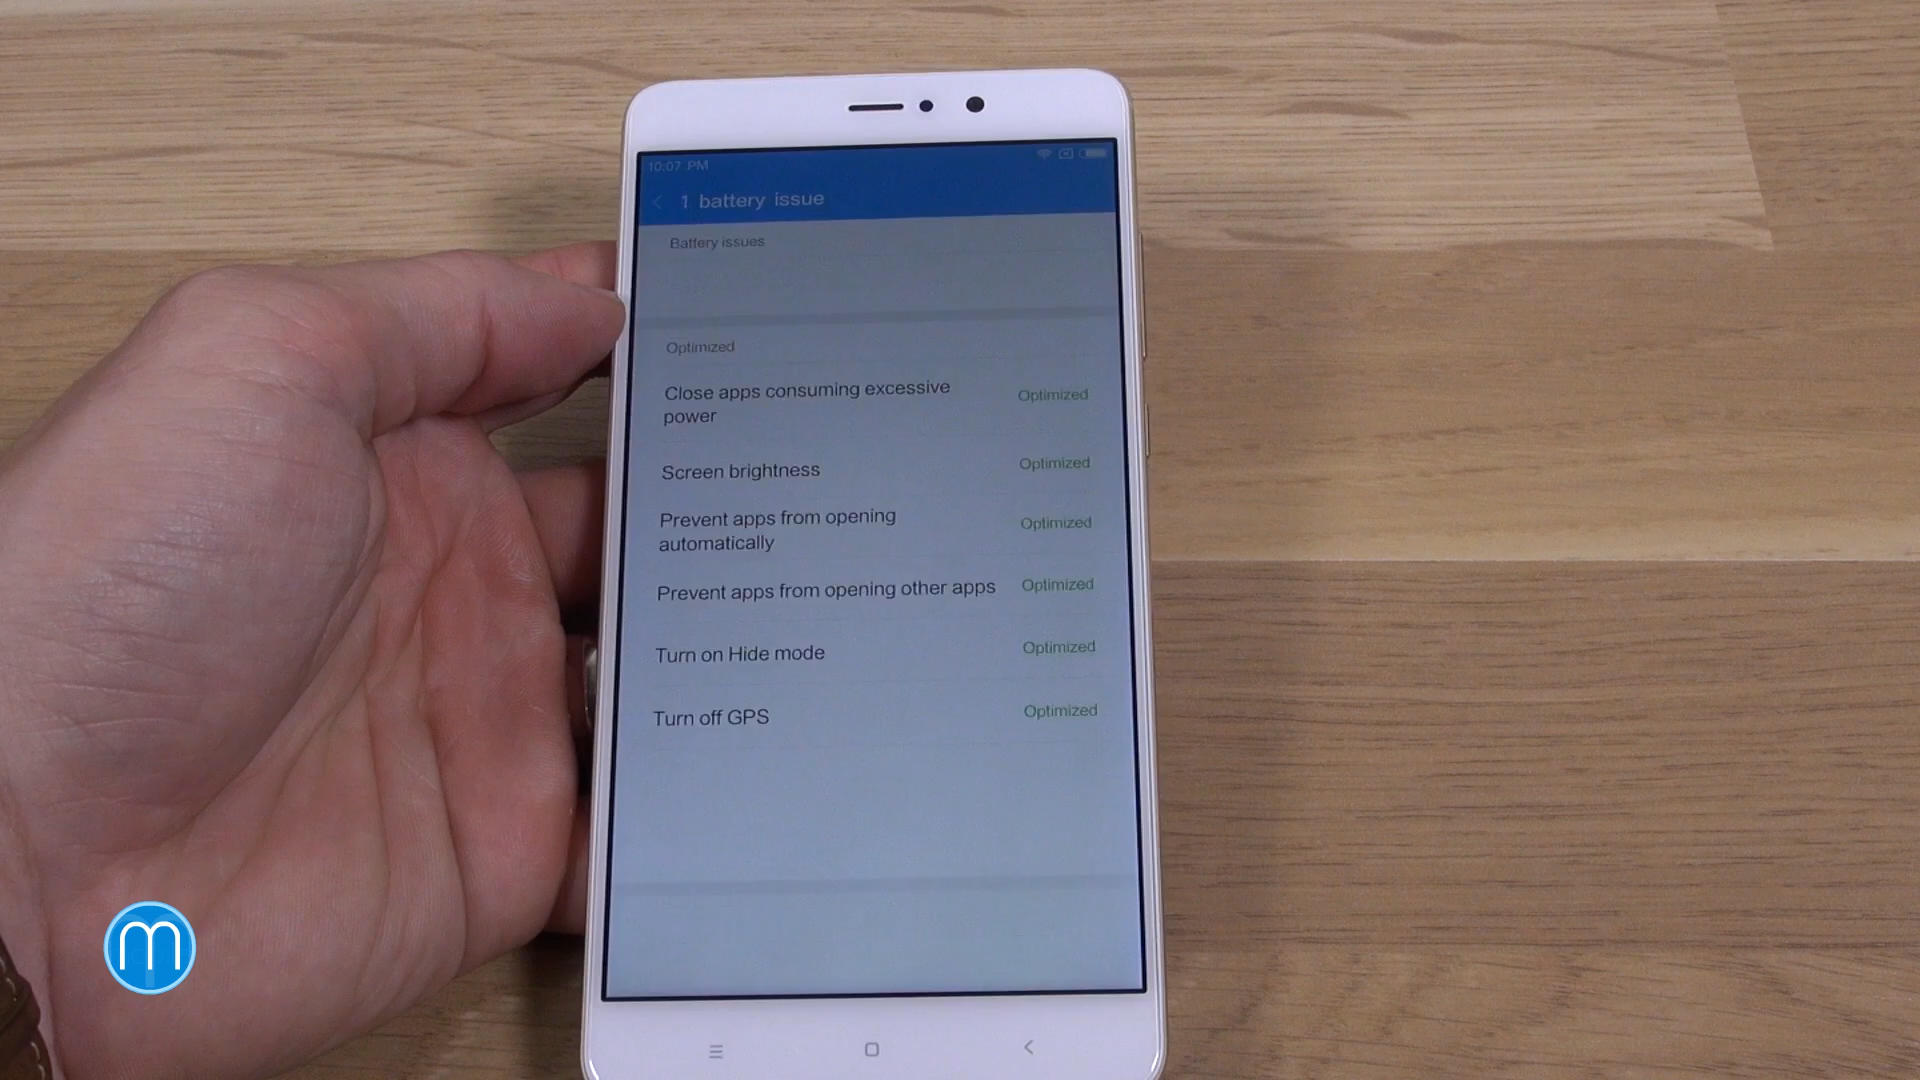 10:07 PM
1 battery issue
Battery issues
Optimized
Close apps consuming excessive
power
Optimized
Screen brightness
Optimized
Prevent apps from opening
automatically
Optimized
Prevent apps from opening other apps
Optimized
Turn on Hide mode
Optimized
Turn off GPS
Optimized
m